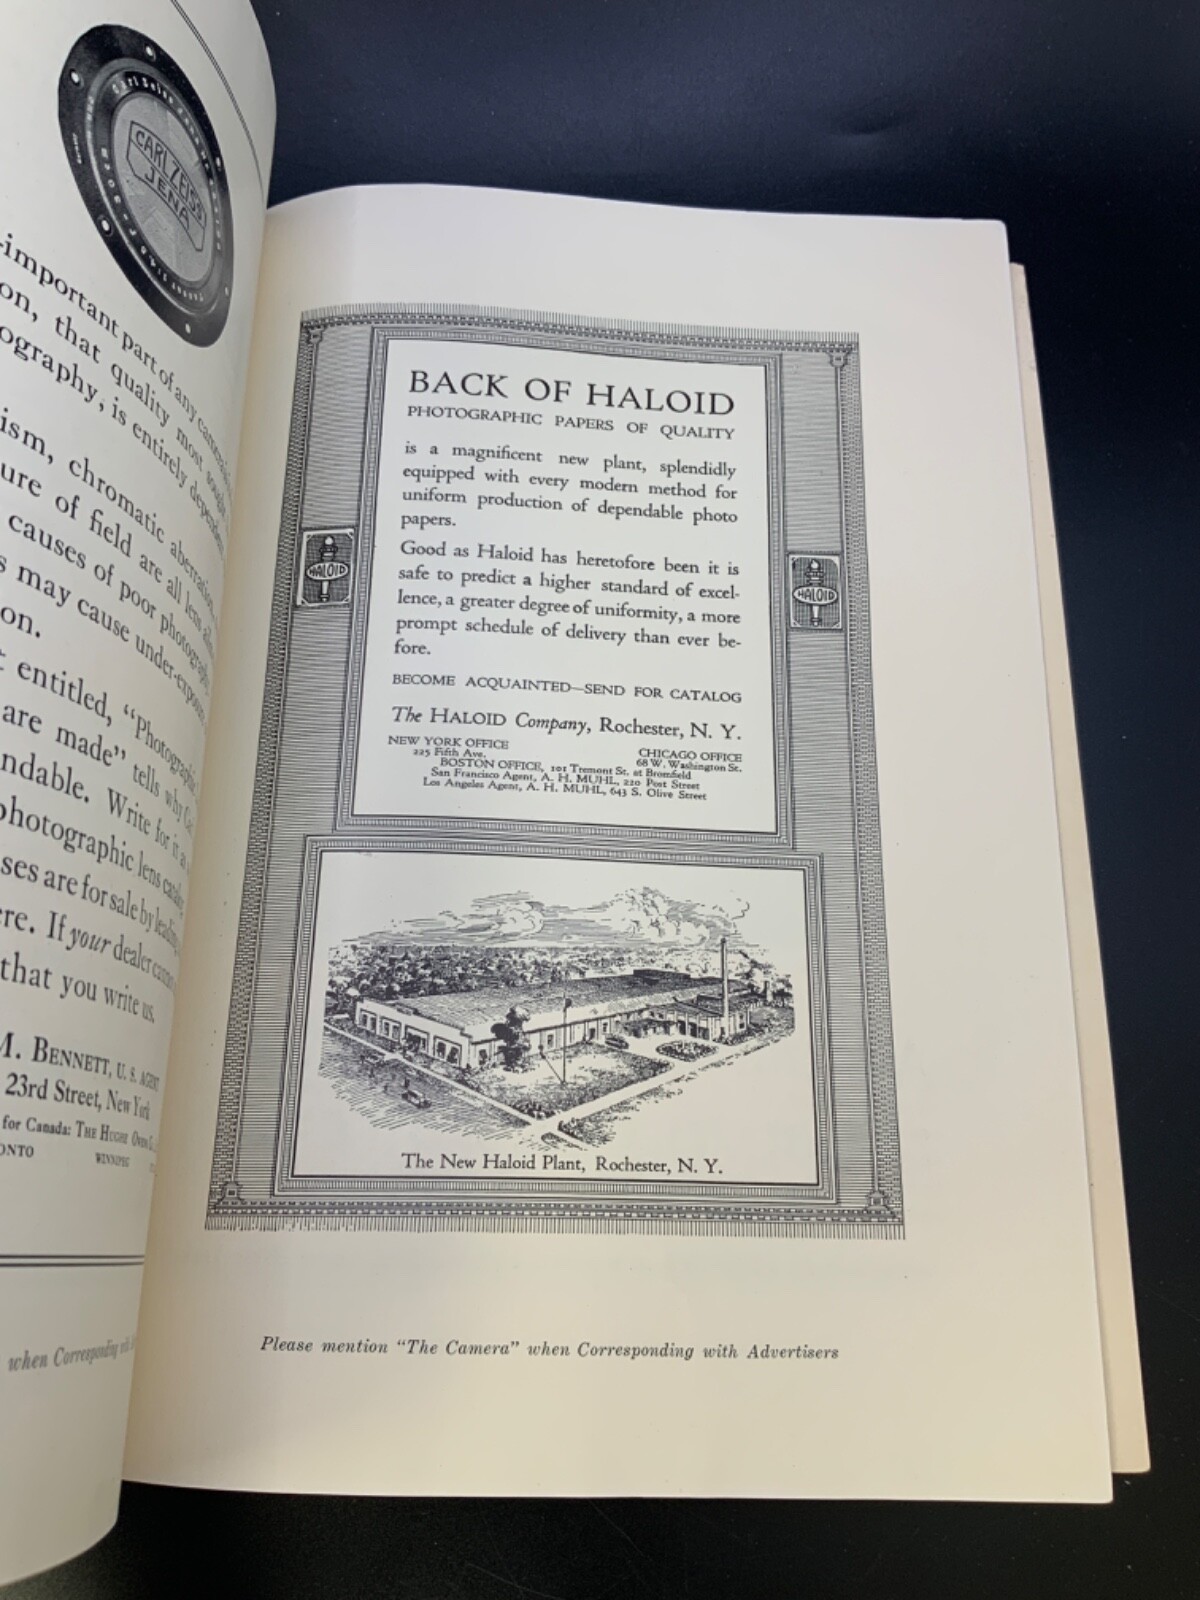 CARL ZEISS
JENA
-important part of any
on, that quality most sought
ography, is entirely dependent
ism, chromatic aberration,
ure of field are all lens
causes of poor photography
s may cause under-exposure
on.
entitled, "Photographic
are made" tells why
ndable. Write for it
photographic lens
ses are for sale by leading
ere. If your dealer
that you write us.
M. BENNETT, U. S. AGENT
23rd Street, New York
for Canada: THE
ONTO WINNIPEG
when Corresponding
BACK OF HALOID
PHOTOGRAPHIC PAPERS OF QUALITY
is a magnificent new plant, splendidly
equipped with every modern method for
uniform production of dependable photo
papers.
Good as Haloid has heretofore been it is
safe to predict a higher standard of excel-
lence, a greater degree of uniformity, a more
prompt schedule of delivery than ever be-
fore.
HALOID
HALOID
BECOME ACQUAINTED—SEND FOR CATALOG
The HALOID Company, Rochester, N. Y.
NEW YORK OFFICE
225 Fifth Ave.
CHICAGO OFFICE
68 W. Washington St.
BOSTON OFFICE, 101 Tremont St. at Bromfield
San Francisco Agent, A. H. MUHL, 220 Post Street
Los Angeles Agent, A. H. MUHL, 643 S. Olive Street
The New Haloid Plant, Rochester, N. Y.
Please mention "The Camera" when Corresponding with Advertisers